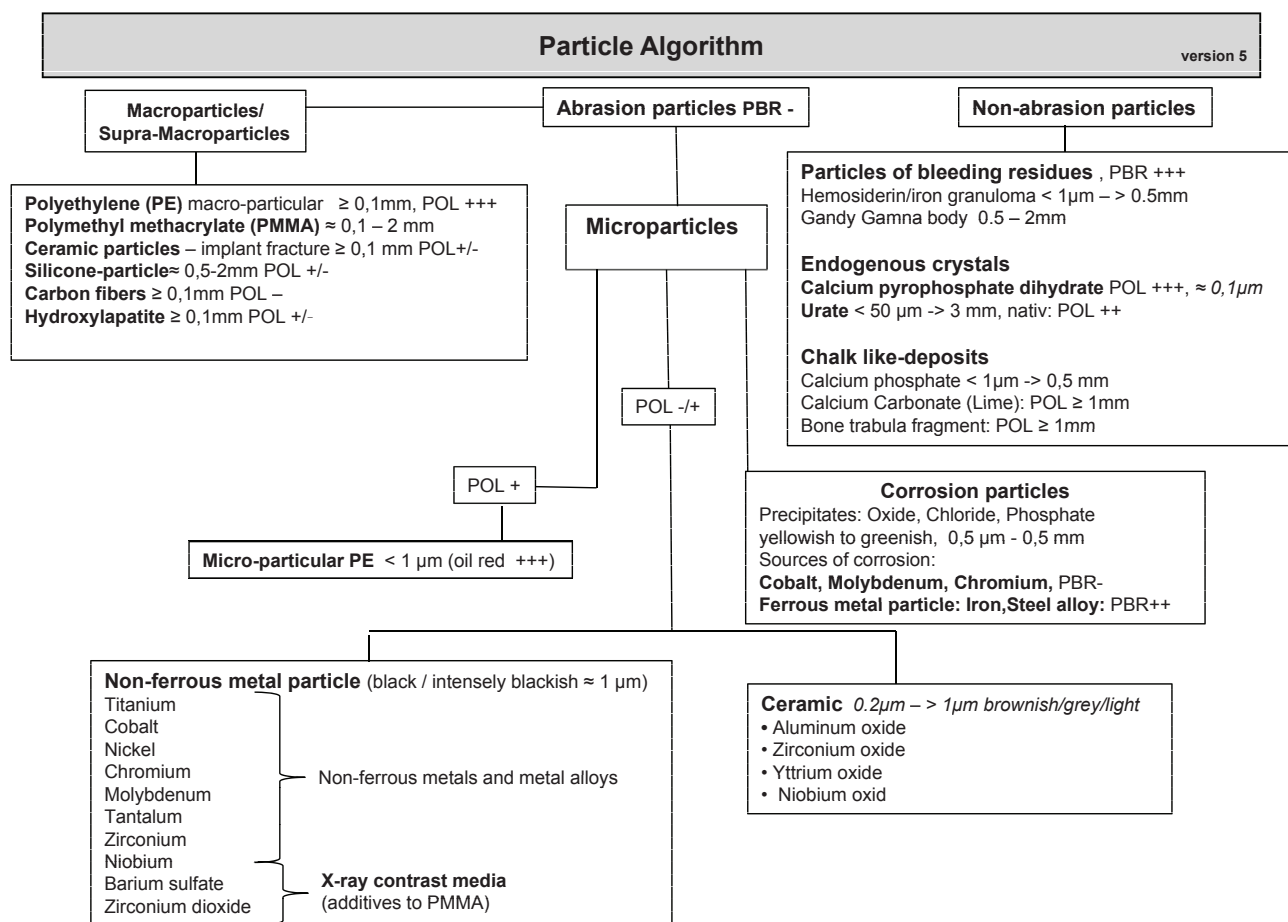 Particle Algorithm
version 5
Macroparticles/
Supra-Macroparticles
Abrasion particles PBR -
Non-abrasion particles
Polyethylene (PE) macro-particular ≥ 0,1mm, POL +++
Polymethyl methacrylate (PMMA) ≈ 0,1 – 2 mm
Ceramic particles – implant fracture ≥ 0,1 mm POL+/-
Silicone-particle≈ 0,5-2mm POL +/-
Carbon fibers ≥ 0,1mm POL –
Hydroxylapatite ≥ 0,1mm POL +/-
Microparticles
Particles of bleeding residues , PBR +++
Hemosiderin/iron granuloma < 1µm – > 0.5mm
Gandy Gamna body 0.5 – 2mm
Endogenous crystals
Calcium pyrophosphate dihydrate POL +++, ≈ 0,1µm
Urate < 50 µm -> 3 mm, nativ: POL ++
Chalk like-deposits
Calcium phosphate < 1µm -> 0,5 mm
Calcium Carbonate (Lime): POL ≥ 1mm
Bone trabula fragment: POL ≥ 1mm
POL -/+
POL +
Micro-particular PE < 1 µm (oil red +++)
Corrosion particles
Precipitates: Oxide, Chloride, Phosphate
yellowish to greenish, 0,5 µm - 0,5 mm
Sources of corrosion:
Cobalt, Molybdenum, Chromium, PBR-
Ferrous metal particle: Iron,Steel alloy: PBR++
Non-ferrous metal particle (black / intensely blackish ≈ 1 µm)
Titanium
Cobalt
Nickel
Chromium
Molybdenum
Tantalum
Zirconium
Niobium
Barium sulfate
Zirconium dioxide
Non-ferrous metals and metal alloys
X-ray contrast media
(additives to PMMA)
Ceramic 0.2µm – > 1µm brownish/grey/light
• Aluminum oxide
• Zirconium oxide
• Yttrium oxide
• Niobium oxid